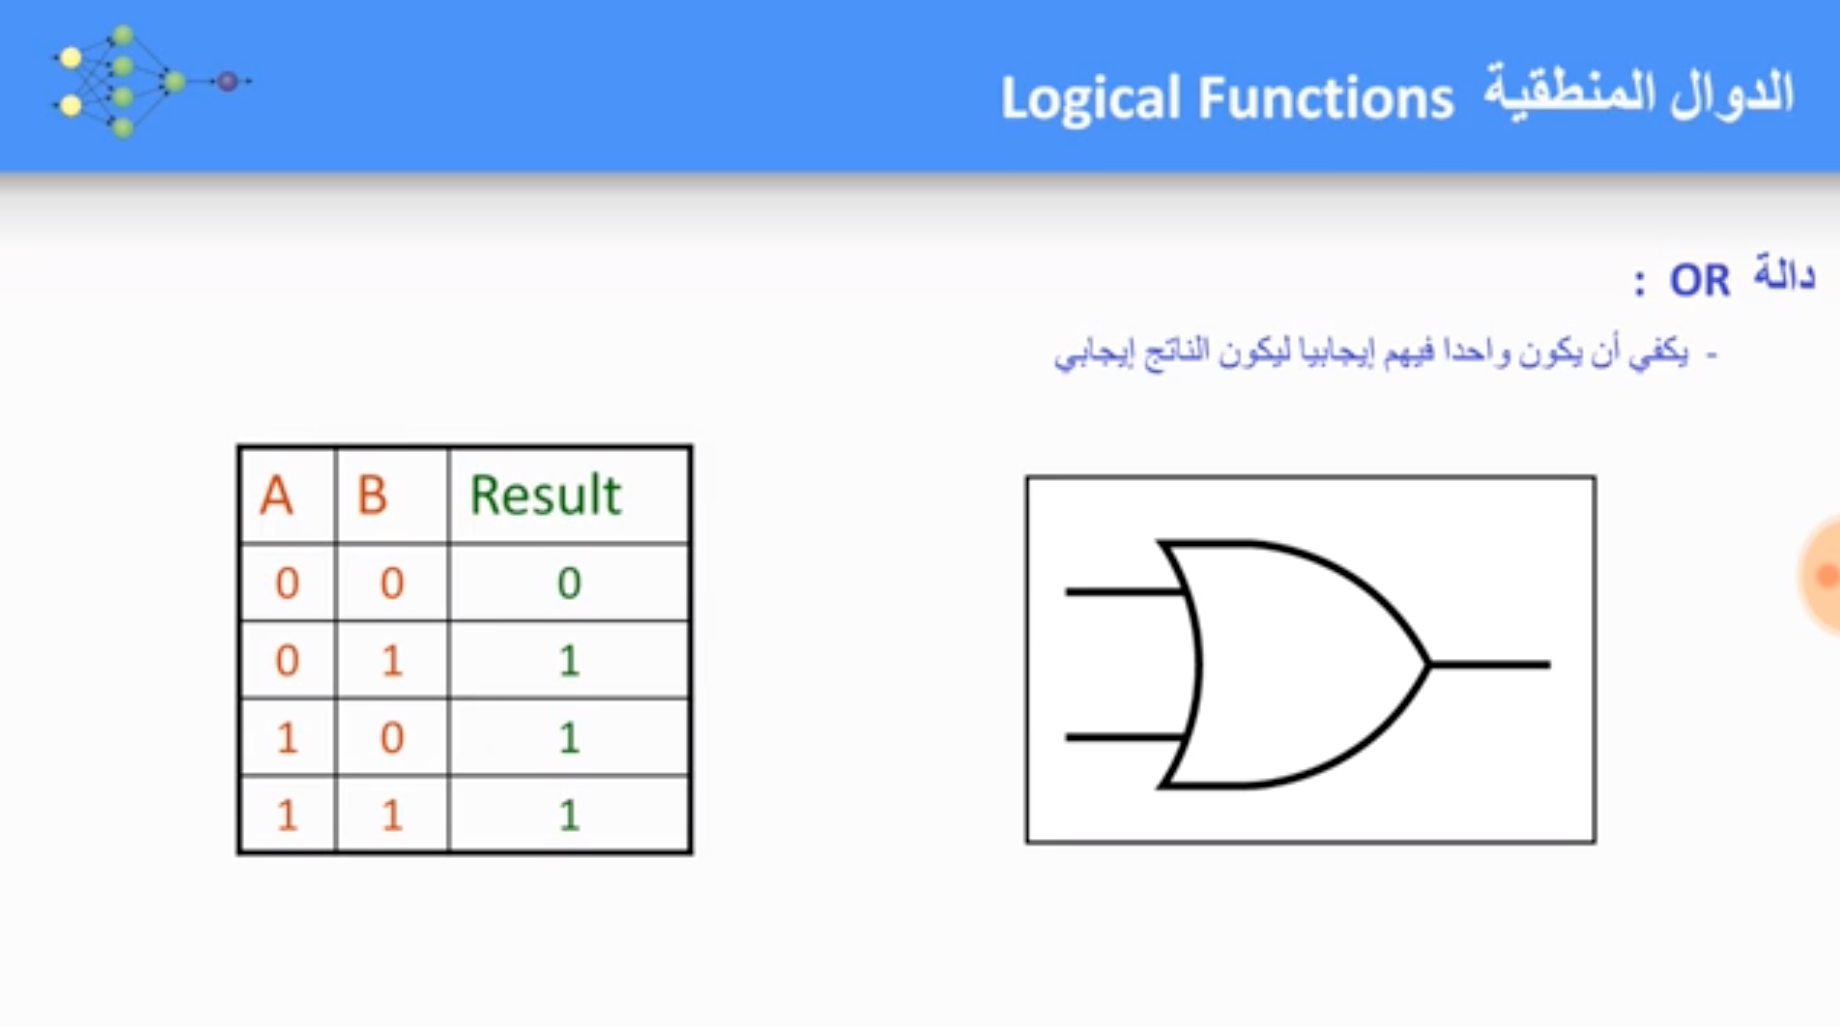 الدوال المنطقية Logical Functions
دالة OR :
- يكفي أن يكون واحدا فيهم إيجابيا ليكون الناتج إيجابي
A B Result
0 0 0
0 1 1
1 0 1
1 1 1